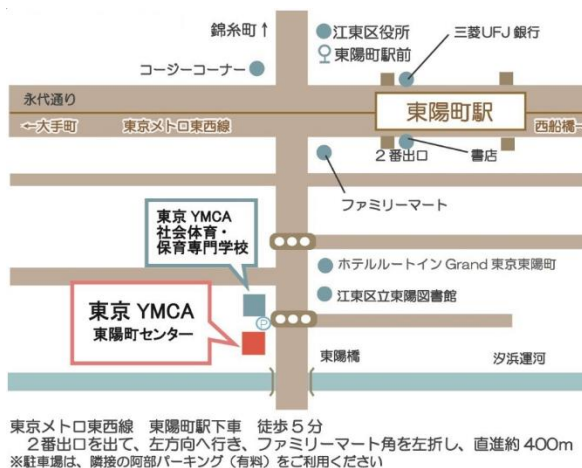 錦糸町↑
江東区役所
東陽町駅前
三菱UFJ銀行
コージーコーナー
永代通り
東陽町駅
←大手町
東京メトロ東西線
西船橋→
2番出口
書店
ファミリーマート
東京YMCA
社会体育・
保育専門学校
ホテルルートイン Grand 東京東陽町
江東区立東陽図書館
東京 YMCA
東陽町センター
P
東陽橋
汐浜運河
東京メトロ東西線 東陽町駅下車 徒歩5分
2番出口を出て、左方向へ行き、ファミリーマート角を左折し、直進約400m
※駐車場は、隣接の阿部パーキング（有料）をご利用ください